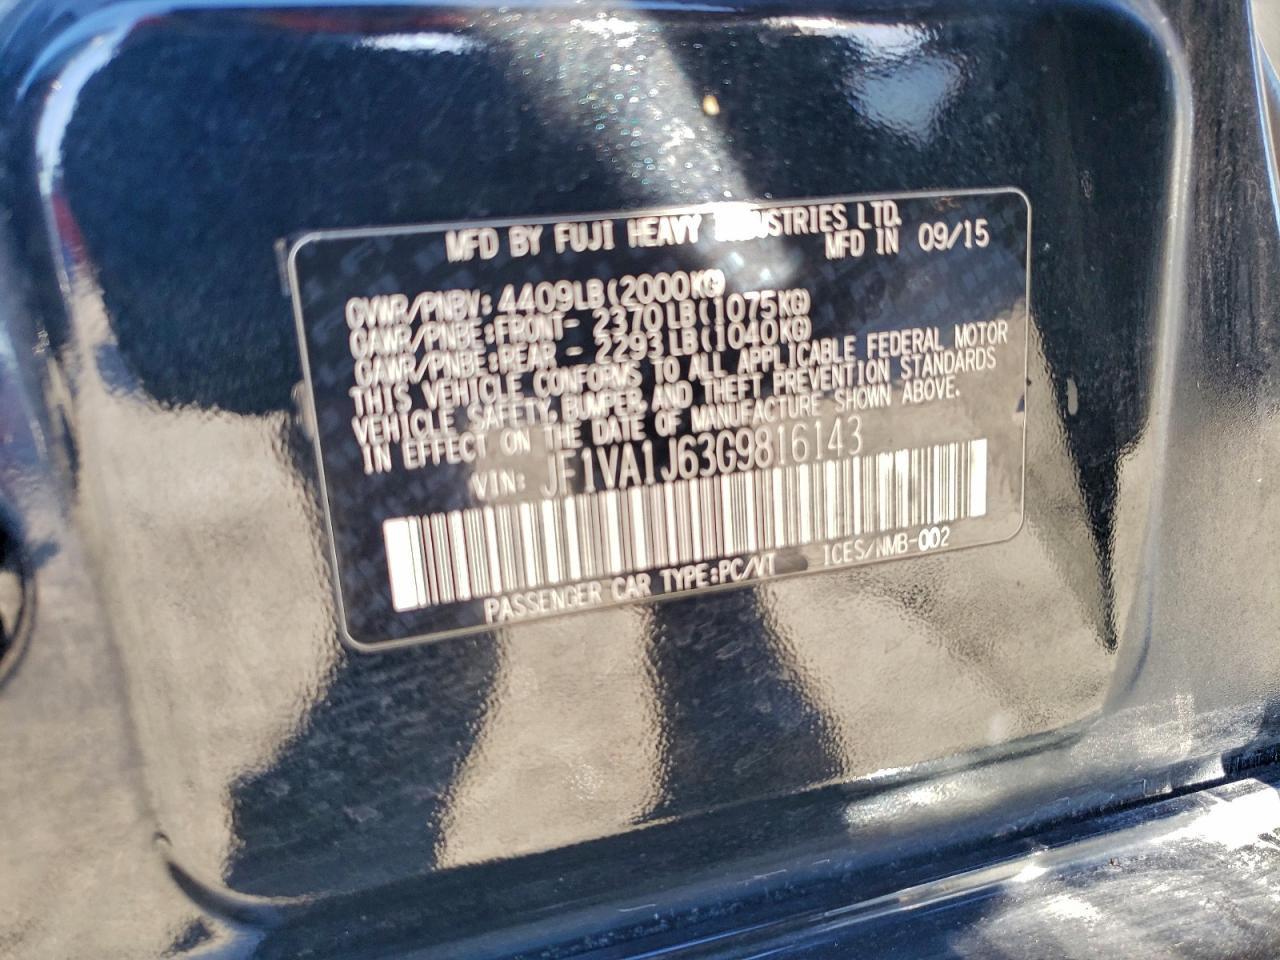 MFD BY FUJI HEAVY INDUSTRIES LTD.
MFD IN 09/15
GVWR/PNBV: 4409LB(2000KG)
GAWR/PNBE:FRONT- 2370LB(1075KG)
GAWR/PNBE:REAR - 2293LB(1040KG)
THIS VEHICLE CONFORMS TO ALL APPLICABLE FEDERAL MOTOR
VEHICLE SAFETY, BUMPER, AND THEFT PREVENTION STANDARDS
IN EFFECT ON THE DATE OF MANUFACTURE SHOWN ABOVE.
VIN: JF1VA1J63G9816143
PASSENGER CAR TYPE:PC/VT ICES/NMB-002